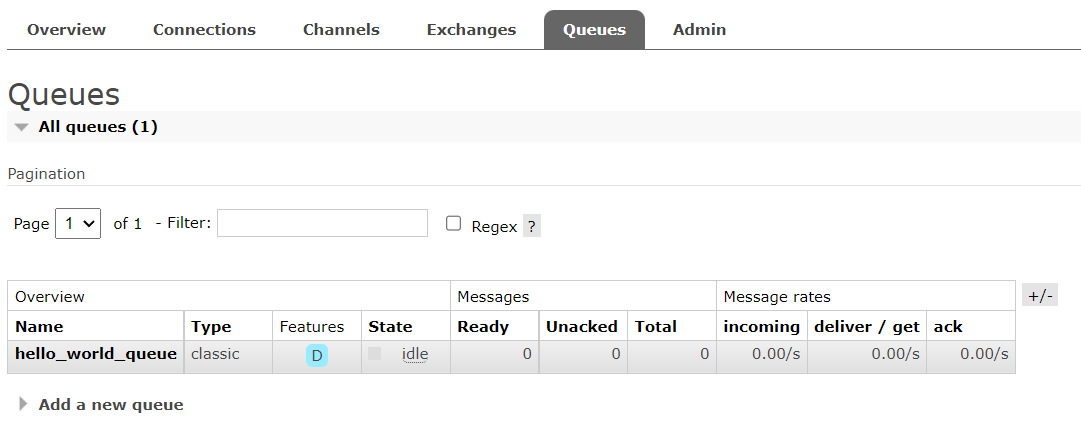 Overview Connections Channels Exchanges Queues Admin
Queues
All queues (1)
Pagination
Page 1 of 1 - Filter: Regex ?
Overview Messages Message rates +/-
Name Type Features State Ready Unacked Total incoming deliver / get ack
hello_world_queue classic D idle 0 0 0 0.00/s 0.00/s 0.00/s
Add a new queue